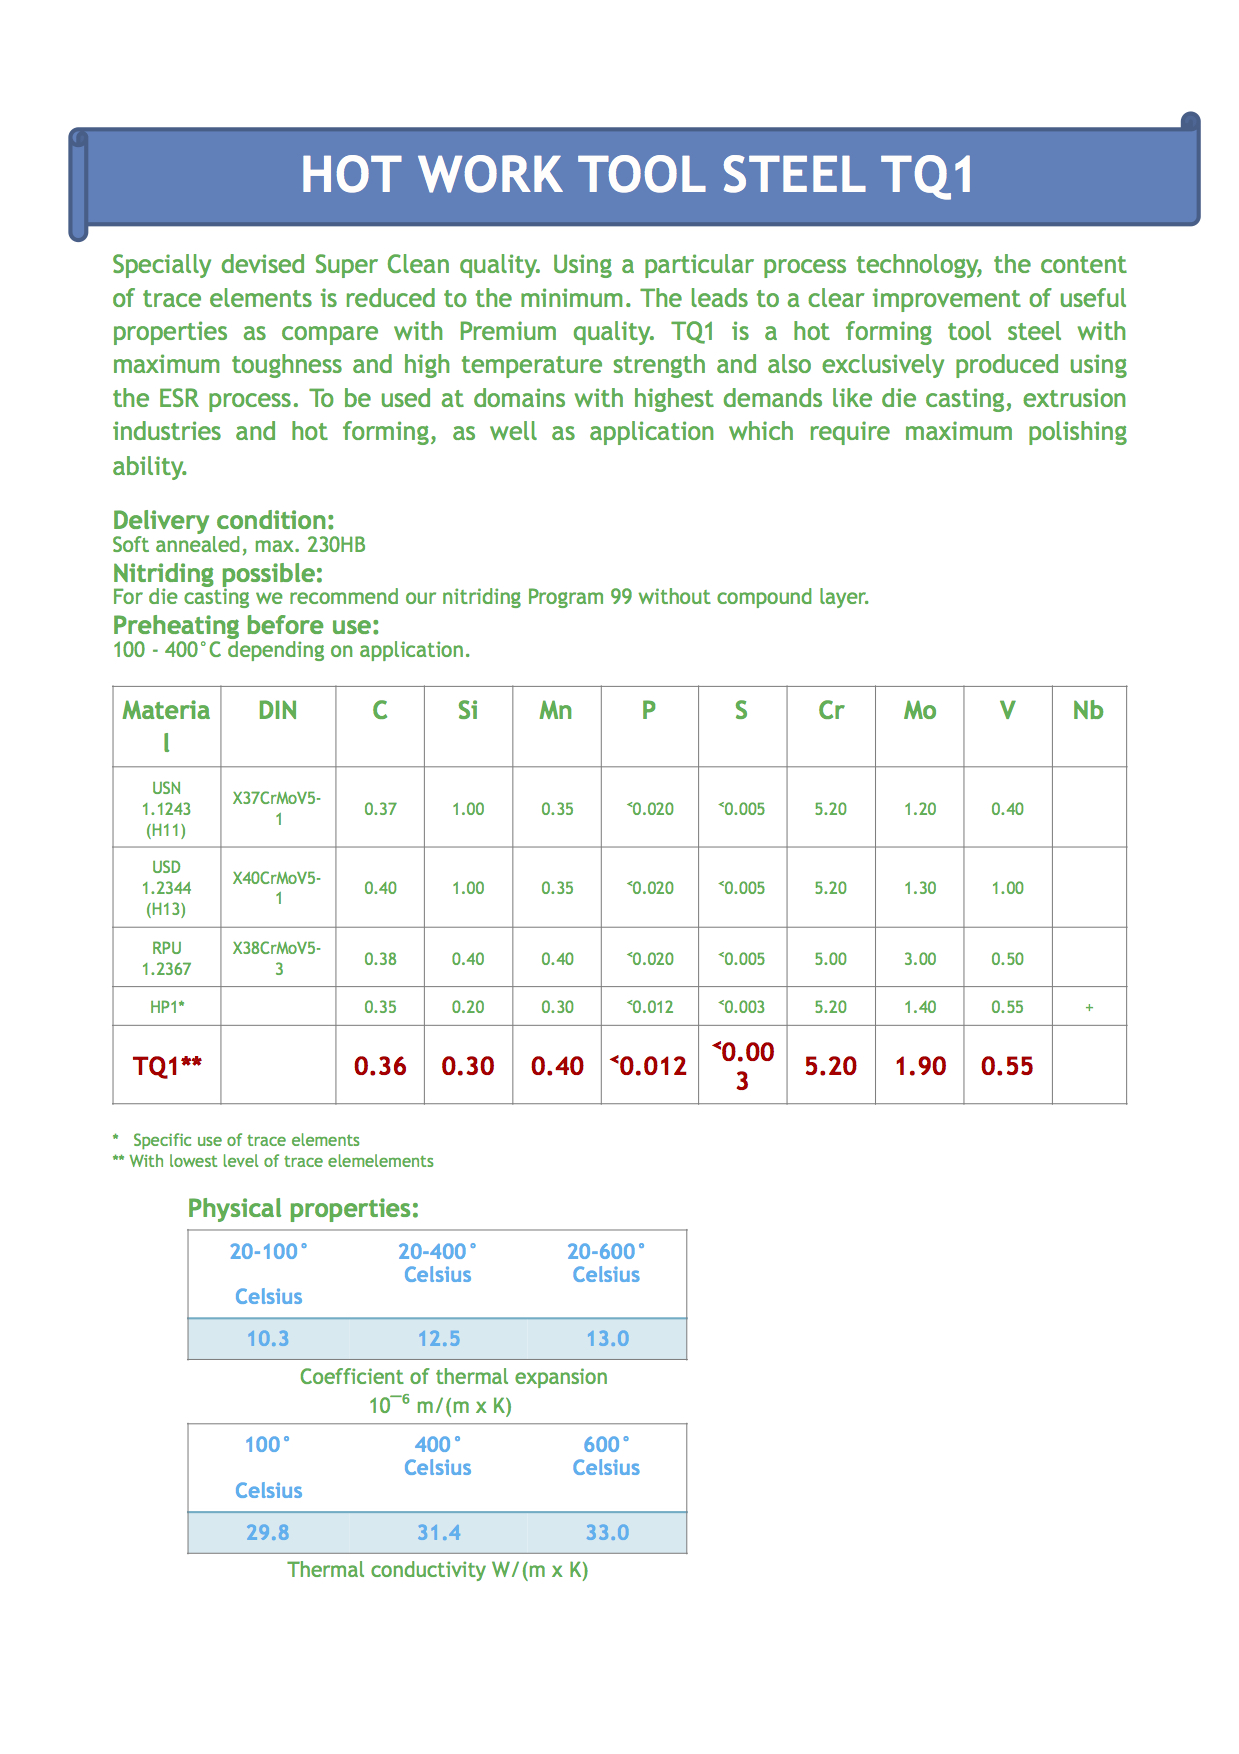 HOT WORK TOOL STEEL TQ1
Specially devised Super Clean quality. Using a particular process technology, the content
of trace elements is reduced to the minimum. The leads to a clear improvement of useful
properties as compare with Premium quality. TQ1 is a hot forming tool steel with
maximum toughness and high temperature strength and also exclusively produced using
the ESR process. To be used at domains with highest demands like die casting, extrusion
industries and hot forming, as well as application which require maximum polishing
ability.
Delivery condition:
Soft annealed, max. 230HB
Nitriding possible:
For die casting we recommend our nitriding Program 99 without compound layer.
Preheating before use:
100 - 400°C depending on application.
Materia DIN C Si Mn P S Cr Mo V Nb
l
USN
1.1243
(H11)
X37CrMoV5-
1
0.37 1.00 0.35 <0.020 <0.005 5.20 1.20 0.40
USD
1.2344
(H13)
X40CrMoV5-
1
0.40 1.00 0.35 <0.020 <0.005 5.20 1.30 1.00
RPU
1.2367
X38CrMoV5-
3
0.38 0.40 0.40 <0.020 <0.005 5.00 3.00 0.50
HP1* 0.35 0.20 0.30 <0.012 <0.003 5.20 1.40 0.55 +
TQ1** 0.36 0.30 0.40 <0.012 <0.00
3
5.20 1.90 0.55
* Specific use of trace elements
** With lowest level of trace elemelements
Physical properties:
20-100°
Celsius
20-400°
Celsius
20-600°
Celsius
10.3 12.5 13.0
Coefficient of thermal expansion
10⁻⁶ m/(m x K)
100°
Celsius
400°
Celsius
600°
Celsius
29.8 31.4 33.0
Thermal conductivity W/(m x K)